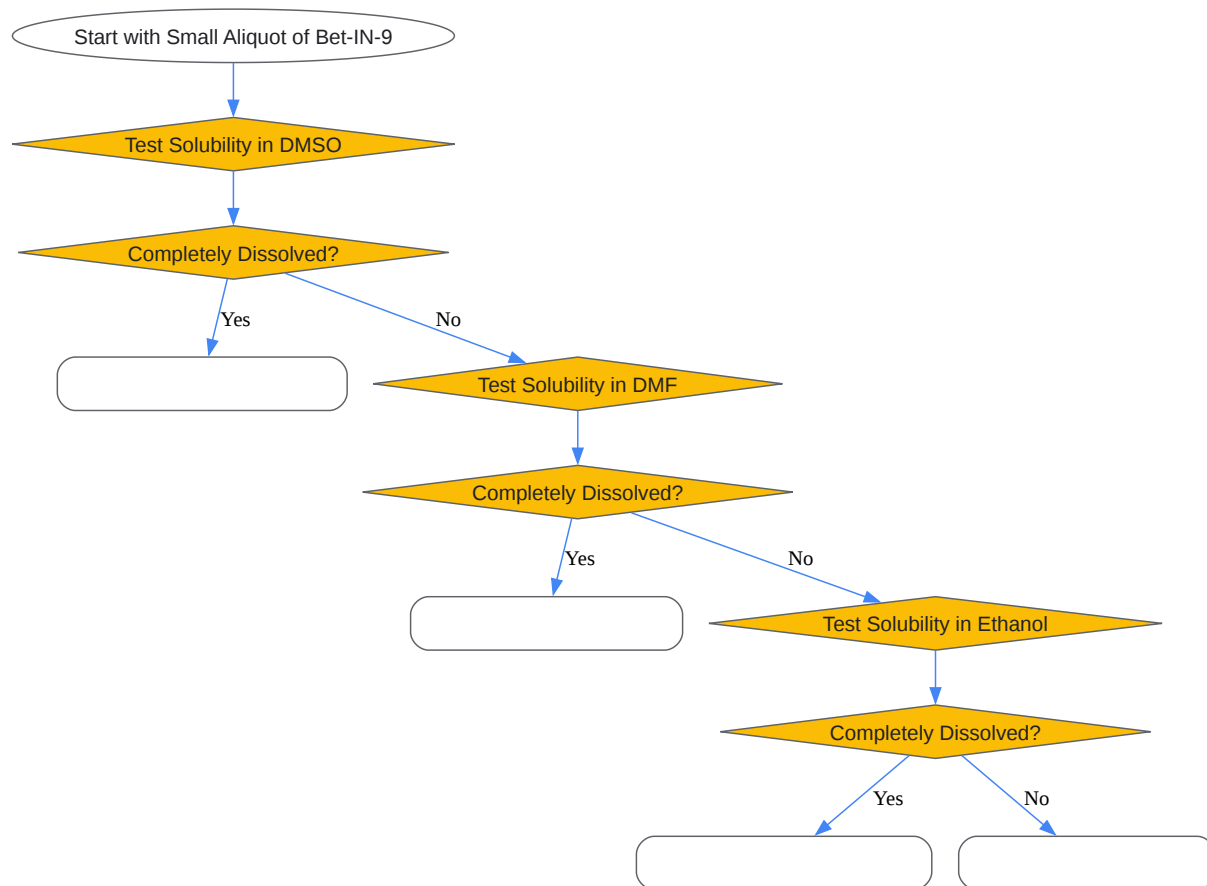 Start with Small Aliquot of Bet-IN-9
Test Solubility in DMSO
Completely Dissolved?
Yes
No
Test Solubility in DMF
Completely Dissolved?
Yes
No
Test Solubility in Ethanol
Completely Dissolved?
Yes
No